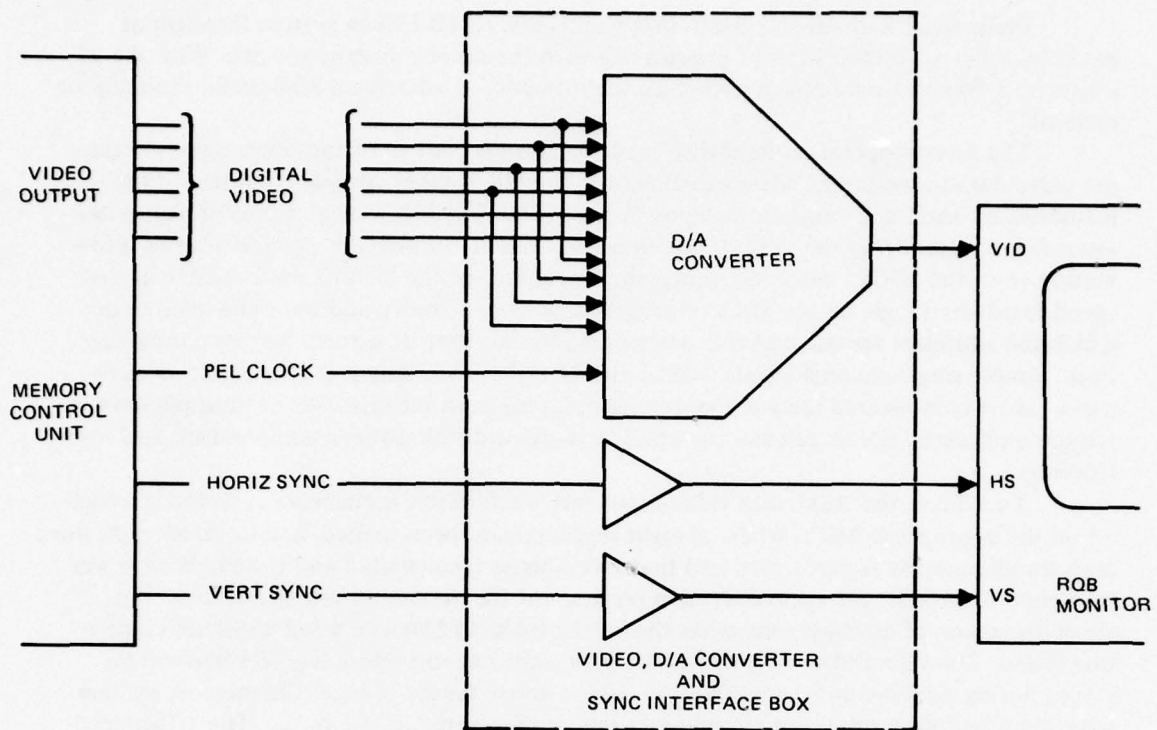 VIDEO
OUTPUT
DIGITAL
VIDEO
D/A
CONVERTER
VID
PEL CLOCK
MEMORY
CONTROL
UNIT
HORIZ SYNC
HS
VERT SYNC
VS
RQB
MONITOR
VIDEO, D/A CONVERTER
AND
SYNC INTERFACE BOX